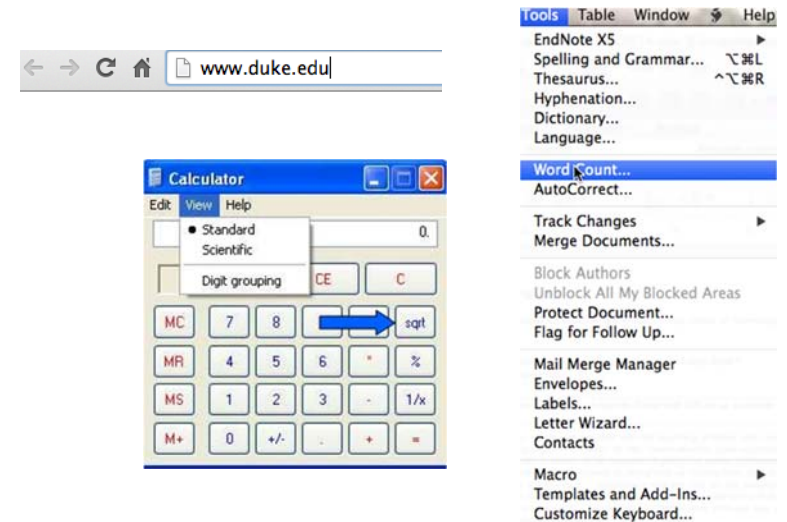 www.duke.edu
Calculator
Edit View Help
Standard
Scientific
Digit grouping
0.
CE C
MC 7 8 sqrt
MR 4 5 6 * %
MS 1 2 3 - 1/x
M+ 0 +/- . + =
Tools Table Window Help
EndNote X5
Spelling and Grammar... ⌥⌘L
Thesaurus... ^⌥⌘R
Hyphenation...
Dictionary...
Language...
Word Count...
AutoCorrect...
Track Changes
Merge Documents...
Block Authors
Unblock All My Blocked Areas
Protect Document...
Flag for Follow Up...
Mail Merge Manager
Envelopes...
Labels...
Letter Wizard...
Contacts
Macro
Templates and Add-Ins...
Customize Keyboard...